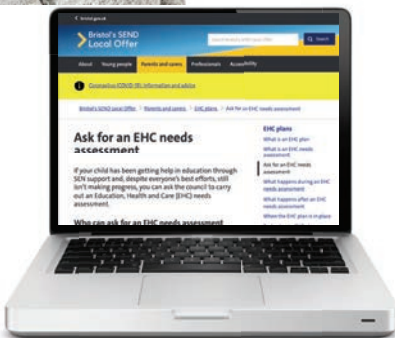 bristol.gov.uk
Bristol's SEND
Local Offer
Search
About Young people Parents and carers Professionals Accessibility
Coronavirus (COVID-19): Information and advice
Bristol's SEND Local Offer / Parents and carers / EHC plans / Ask for an EHC needs assessment
Ask for an EHC needs
assessment
If your child has been getting help in education through
SEN support and, despite everyone's best efforts, still
isn't making progress, you can ask the council to carry
out an Education, Health and Care (EHC) needs
assessment.
Who can ask for an EHC needs assessment
EHC plans
What is an EHC plan
What is an EHC needs
assessment
Ask for an EHC needs
assessment
What happens during an EHC
needs assessment
What happens after an EHC
needs assessment
When the EHC plan is in place